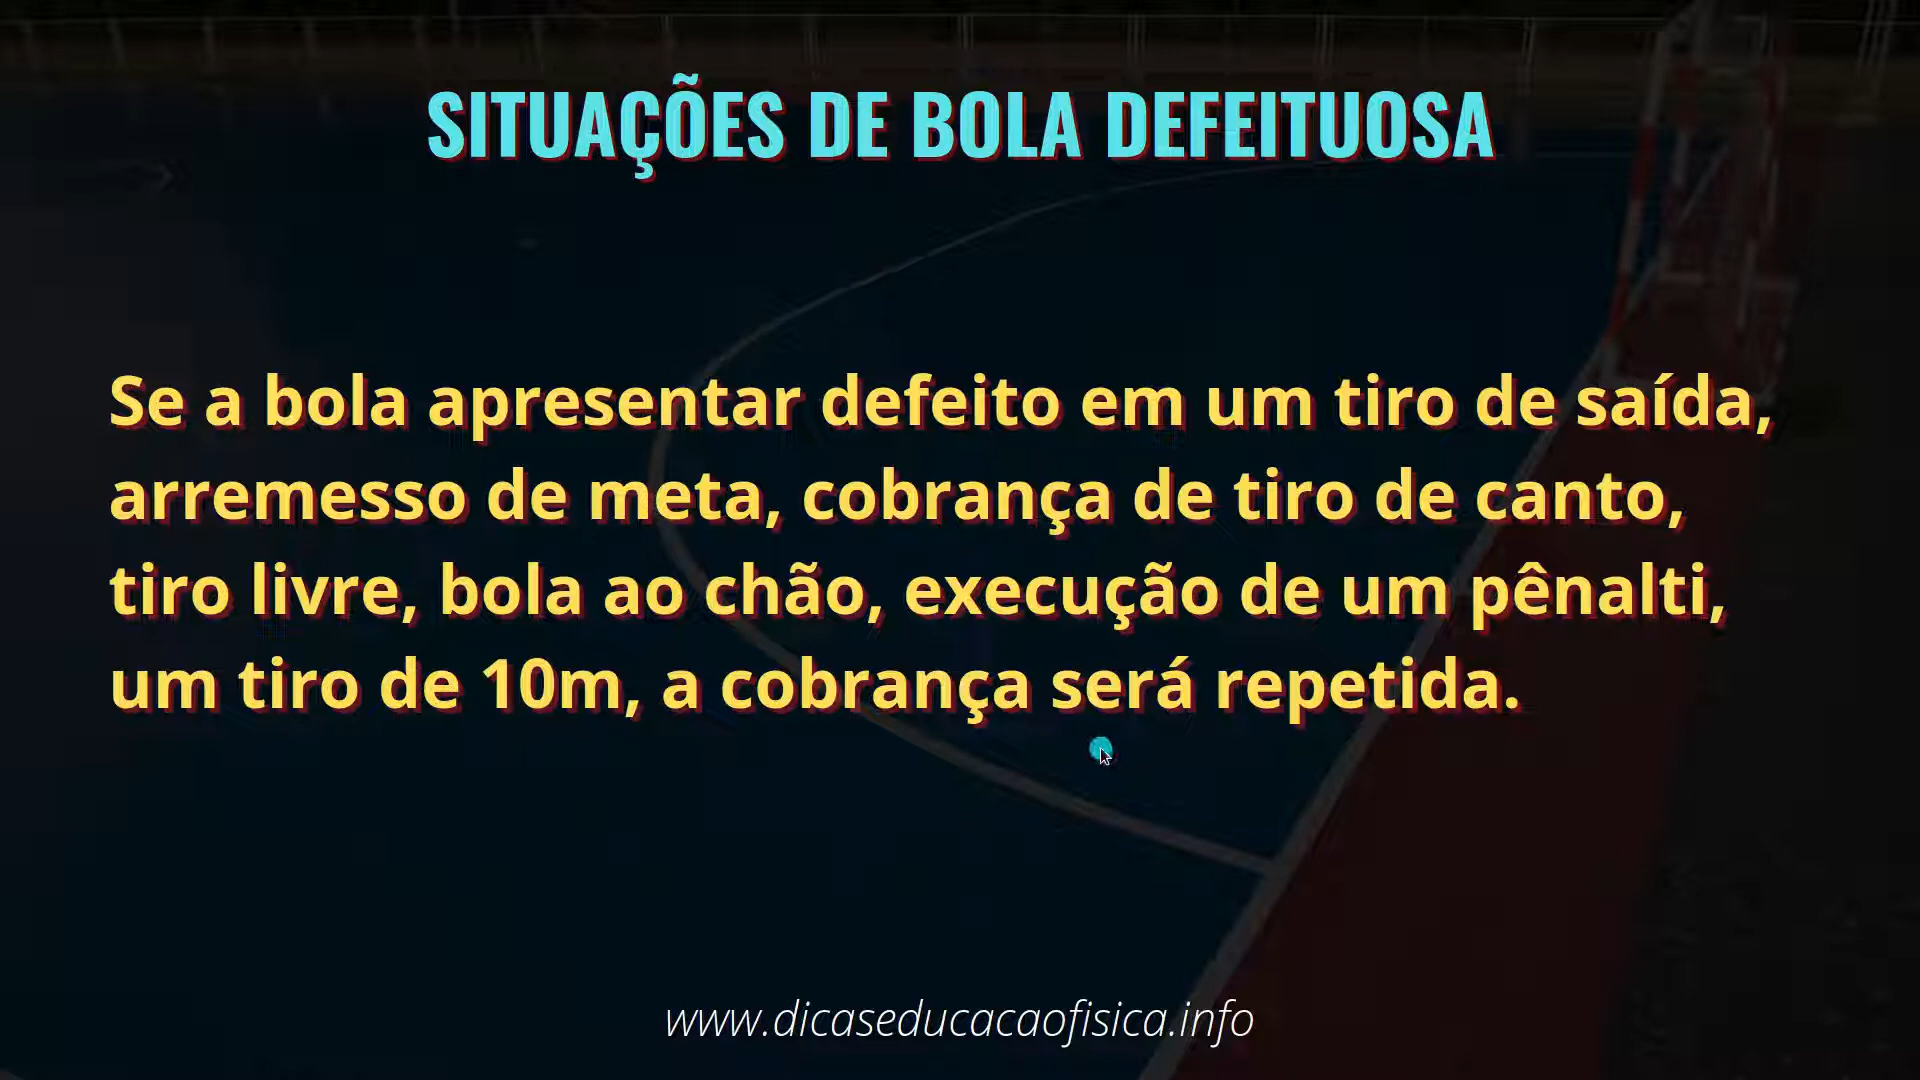 SITUAÇÕES DE BOLA DEFEITUOSA
Se a bola apresentar defeito em um tiro de saída,
arremesso de meta, cobrança de tiro de canto,
tiro livre, bola ao chão, execução de um pênalti,
um tiro de 10m, a cobrança será repetida.
www.dicaseducacaofisica.info